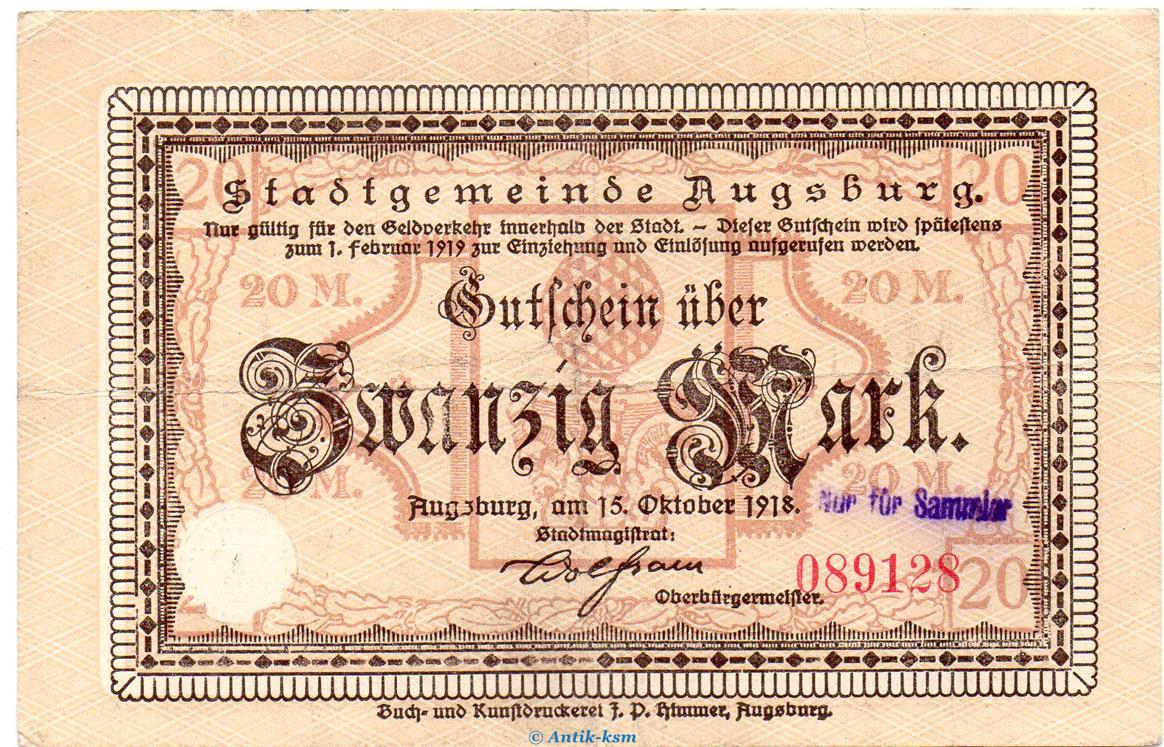 20 20
Stadtgemeinde Augsburg.
Nur gültig für den Geldverkehr innerhalb der Stadt. – Dieser Gutschein wird spätestens
zum 1. Februar 1919 zur Einziehung und Einlösung aufgerufen werden.
20 M. 20 M.
Gutschein über
Zwanzig Mark.
20 M. 20 M.
Augsburg, am 15. Oktober 1918.
Nur für Sammler
Stadtmagistrat:
Wolfram
089128
20
Oberbürgermeister.
Buch- und Kunstdruckerei J. P. Himmer, Augsburg.
© Antik-ksm